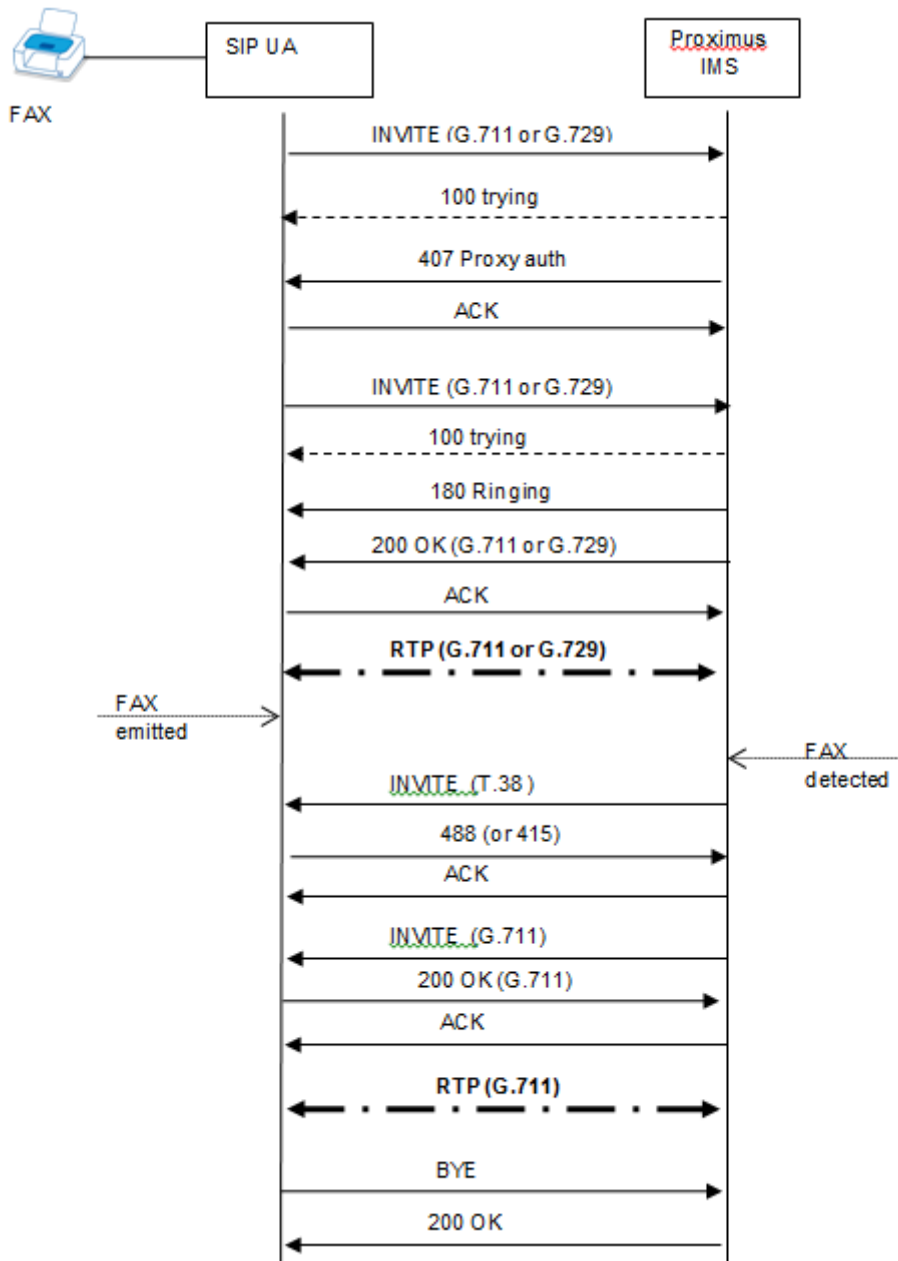 SIP UA
Proximus
IMS
FAX
INVITE (G.711 or G.729)
100 trying
407 Proxy auth
ACK
INVITE (G.711 or G.729)
100 trying
180 Ringing
200 OK (G.711 or G.729)
ACK
RTP (G.711 or G.729)
FAX
emitted
FAX
detected
INVITE (T.38)
488 (or 415)
ACK
INVITE (G.711)
200 OK (G.711)
ACK
RTP (G.711)
BYE
200 OK